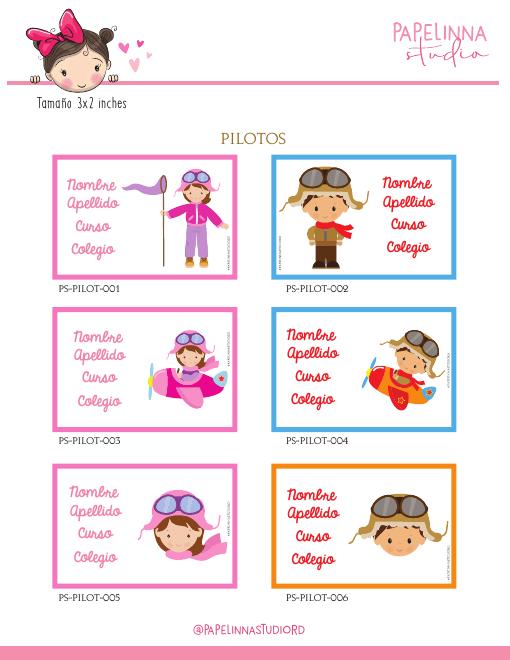 PAPELINNA
studio
Tamaño 3x2 inches
PILOTOS
Nombre
Apellido
Curso
Colegio
PS-PILOT-001
Nombre
Apellido
Curso
Colegio
PS-PILOT-002
Nombre
Apellido
Curso
Colegio
PS-PILOT-003
Nombre
Apellido
Curso
Colegio
PS-PILOT-004
Nombre
Apellido
Curso
Colegio
PS-PILOT-005
Nombre
Apellido
Curso
Colegio
PS-PILOT-006
@PAPELINNASTUDIORD